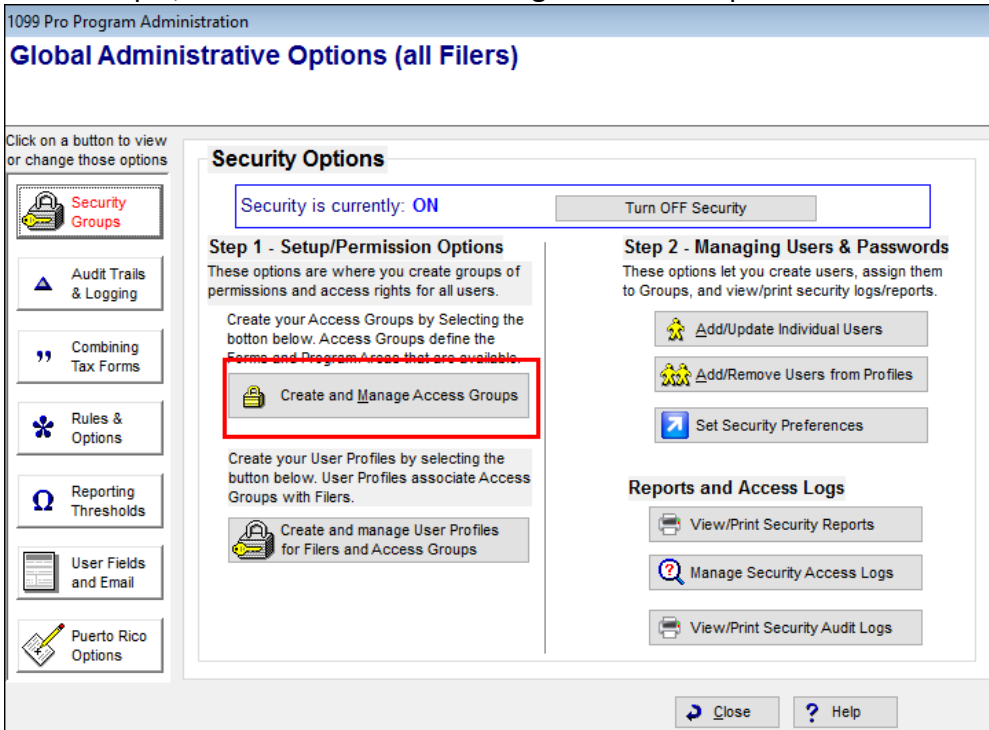 1099 Pro Program Administration
Global Administrative Options (all Filers)
Click on a button to view
or change those options
Security
Groups
Audit Trails
& Logging
Combining
Tax Forms
Rules &
Options
Reporting
Thresholds
User Fields
and Email
Puerto Rico
Options
Security Options
Security is currently: ON
Turn OFF Security
Step 1 - Setup/Permission Options
These options are where you create groups of
permissions and access rights for all users.
Create your Access Groups by Selecting the
botton below. Access Groups define the
Forms and Program Areas that are available.
Create and Manage Access Groups
Create your User Profiles by selecting the
button below. User Profiles associate Access
Groups with Filers.
Create and manage User Profiles
for Filers and Access Groups
Step 2 - Managing Users & Passwords
These options let you create users, assign them
to Groups, and view/print security logs/reports.
Add/Update Individual Users
Add/Remove Users from Profiles
Set Security Preferences
Reports and Access Logs
View/Print Security Reports
Manage Security Access Logs
View/Print Security Audit Logs
Close
? Help